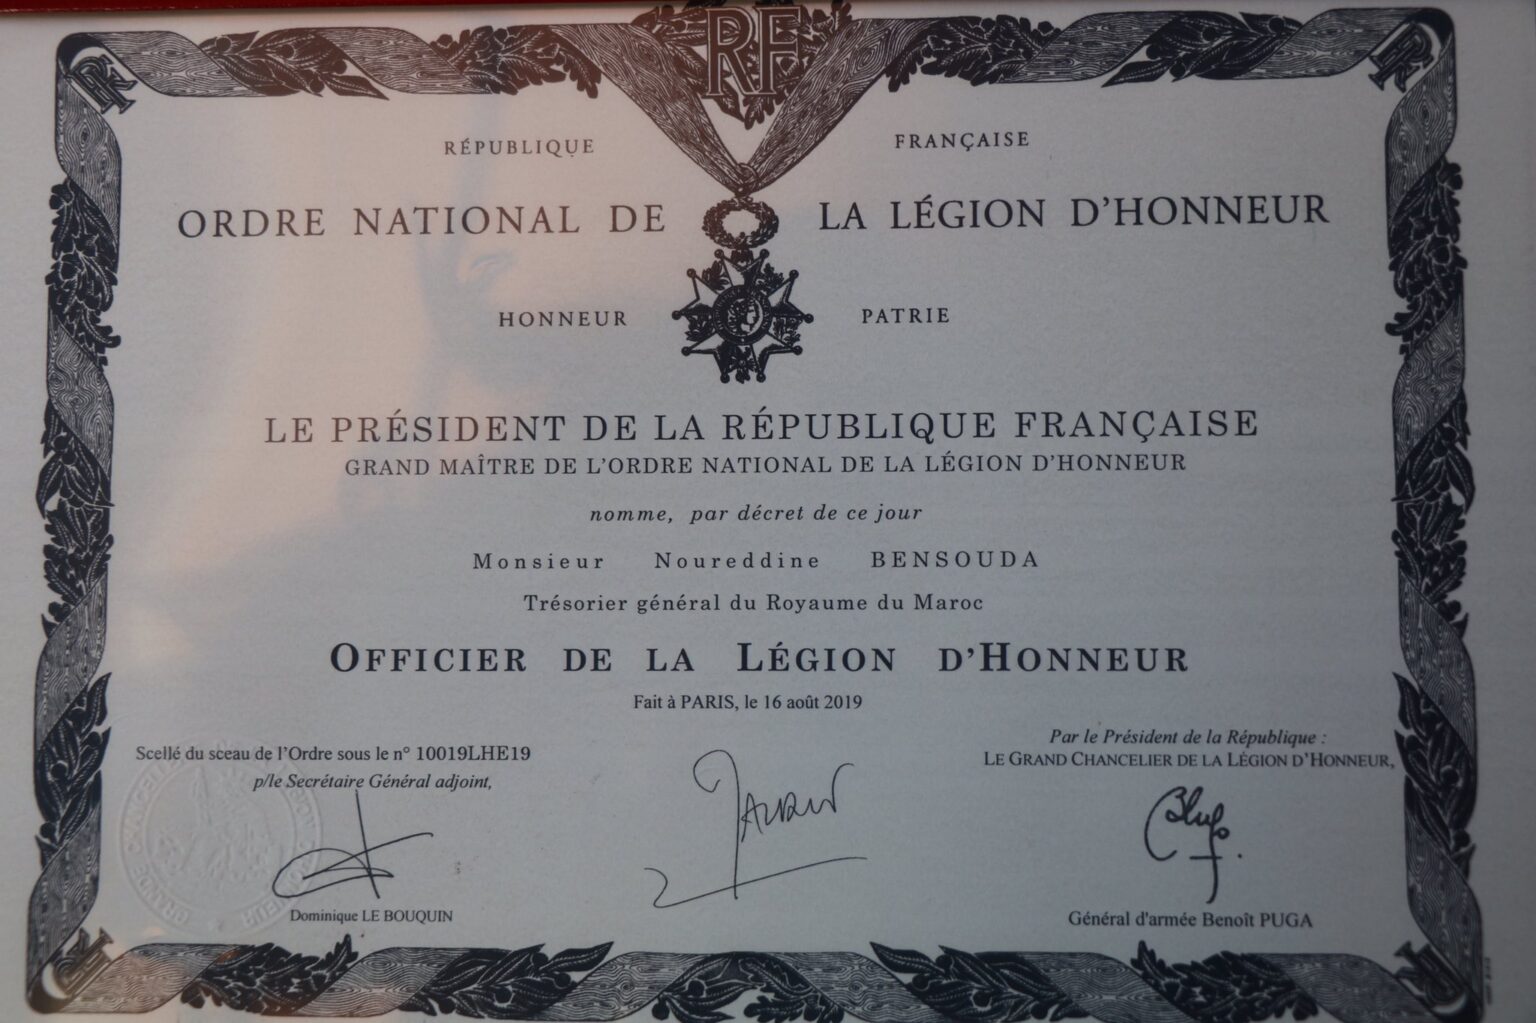 RF
RÉPUBLIQUE FRANÇAISE
ORDRE NATIONAL DE LA LÉGION D'HONNEUR
HONNEUR PATRIE
LE PRÉSIDENT DE LA RÉPUBLIQUE FRANÇAISE
GRAND MAÎTRE DE L'ORDRE NATIONAL DE LA LÉGION D'HONNEUR
nomme, par décret de ce jour
Monsieur Noureddine BENSOUDA
Trésorier général du Royaume du Maroc
OFFICIER DE LA LÉGION D'HONNEUR
Fait à PARIS, le 16 août 2019
Scellé du sceau de l'Ordre sous le n° 10019LHE19
p/le Secrétaire Général adjoint,
Dominique LE BOUQUIN
Par le Président de la République :
LE GRAND CHANCELIER DE LA LÉGION D'HONNEUR,
Général d'armée Benoît PUGA